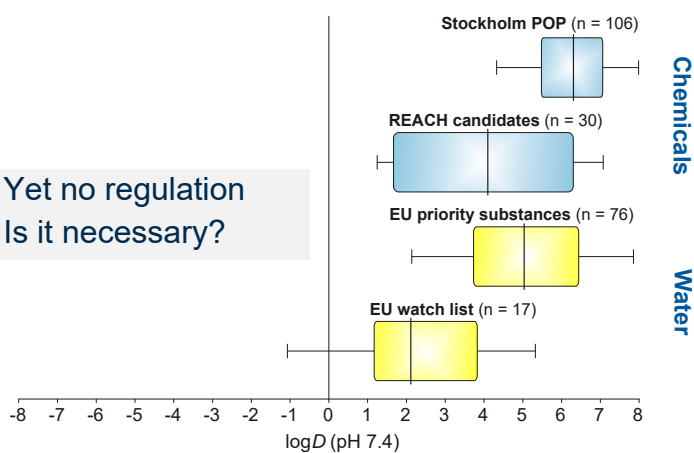 Stockholm POP (n = 106)
REACH candidates (n = 30)
Chemicals
Yet no regulation
Is it necessary?
EU priority substances (n = 76)
EU watch list (n = 17)
Water
-8 -7 -6 -5 -4 -3 -2 -1 0 1 2 3 4 5 6 7 8
logD (pH 7.4)